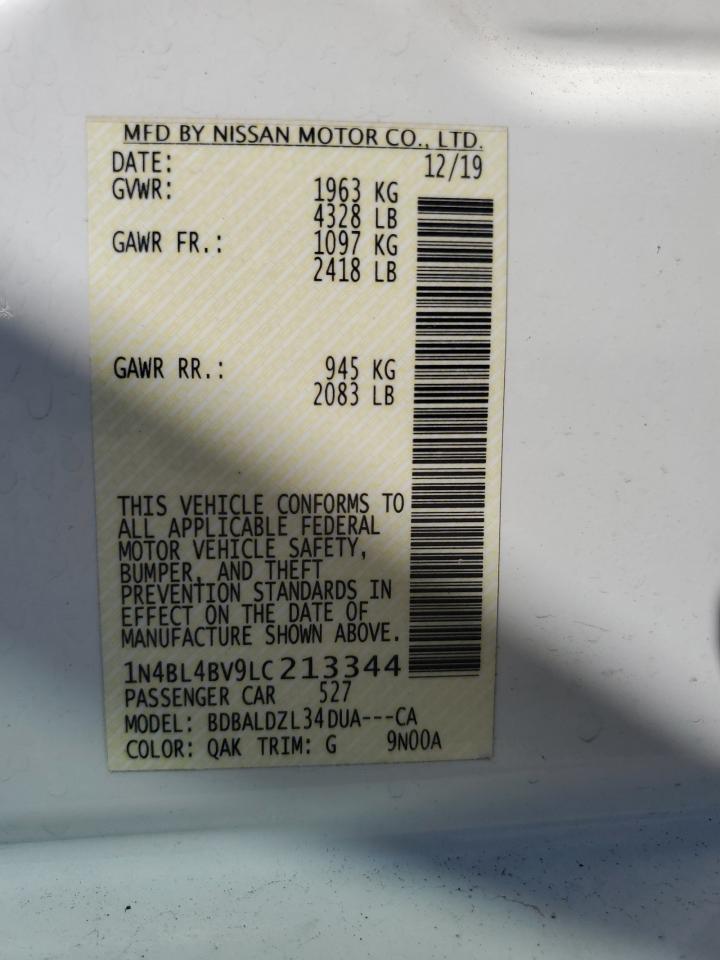 MFD BY NISSAN MOTOR CO., LTD.
DATE: 12/19
GVWR: 1963 KG
4328 LB
GAWR FR.: 1097 KG
2418 LB
GAWR RR.: 945 KG
2083 LB
THIS VEHICLE CONFORMS TO
ALL APPLICABLE FEDERAL
MOTOR VEHICLE SAFETY,
BUMPER, AND THEFT
PREVENTION STANDARDS IN
EFFECT ON THE DATE OF
MANUFACTURE SHOWN ABOVE.
1N4BL4BV9LC213344
PASSENGER CAR 527
MODEL: BDBALDZL34DUA---CA
COLOR: QAK TRIM: G 9N00A